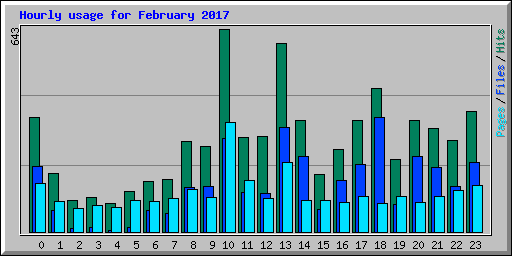 Hourly usage for February 2017
643
Pages / Files / Hits
0 1 2 3 4 5 6 7 8 9 10 11 12 13 14 15 16 17 18 19 20 21 22 23